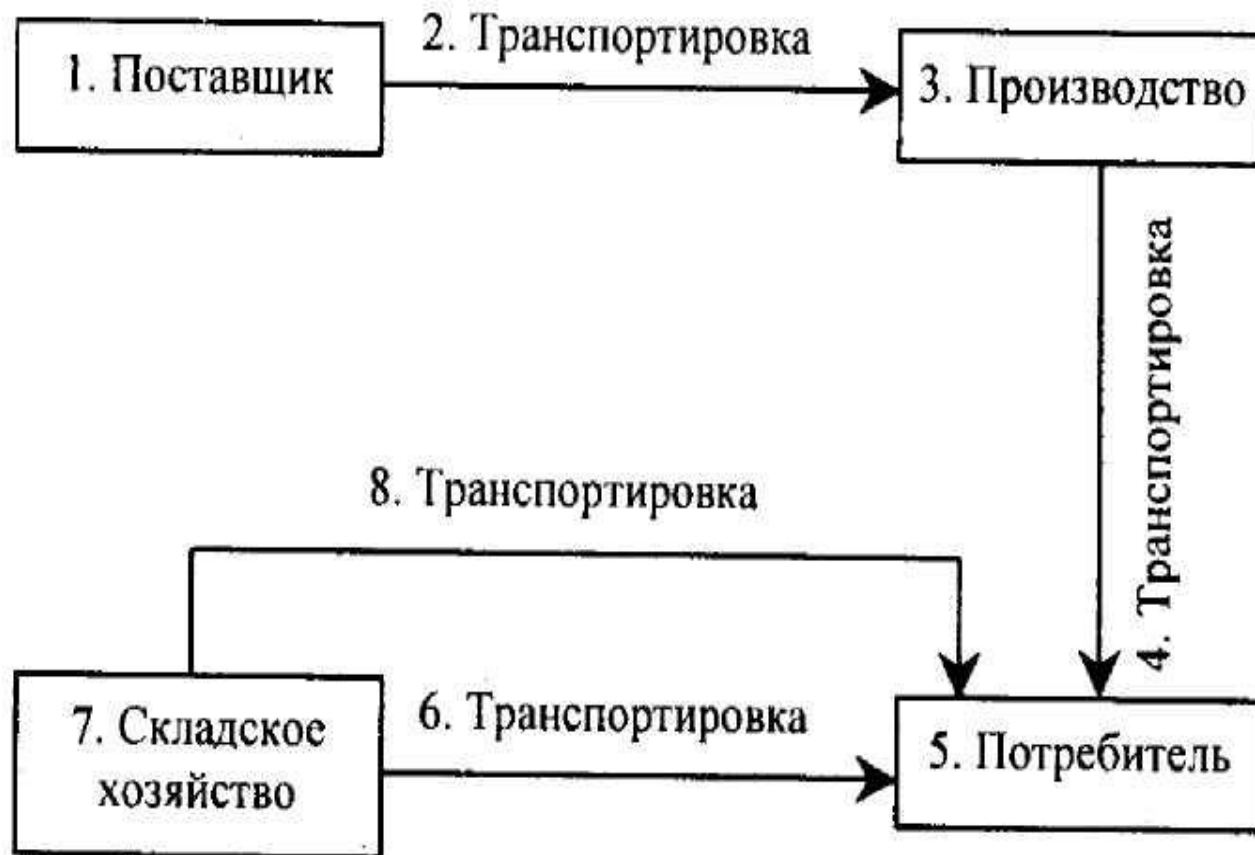 1. Поставщик
2. Транспортировка
3. Производство
4. Транспортировка
8. Транспортировка
7. Складское
хозяйство
6. Транспортировка
5. Потребитель